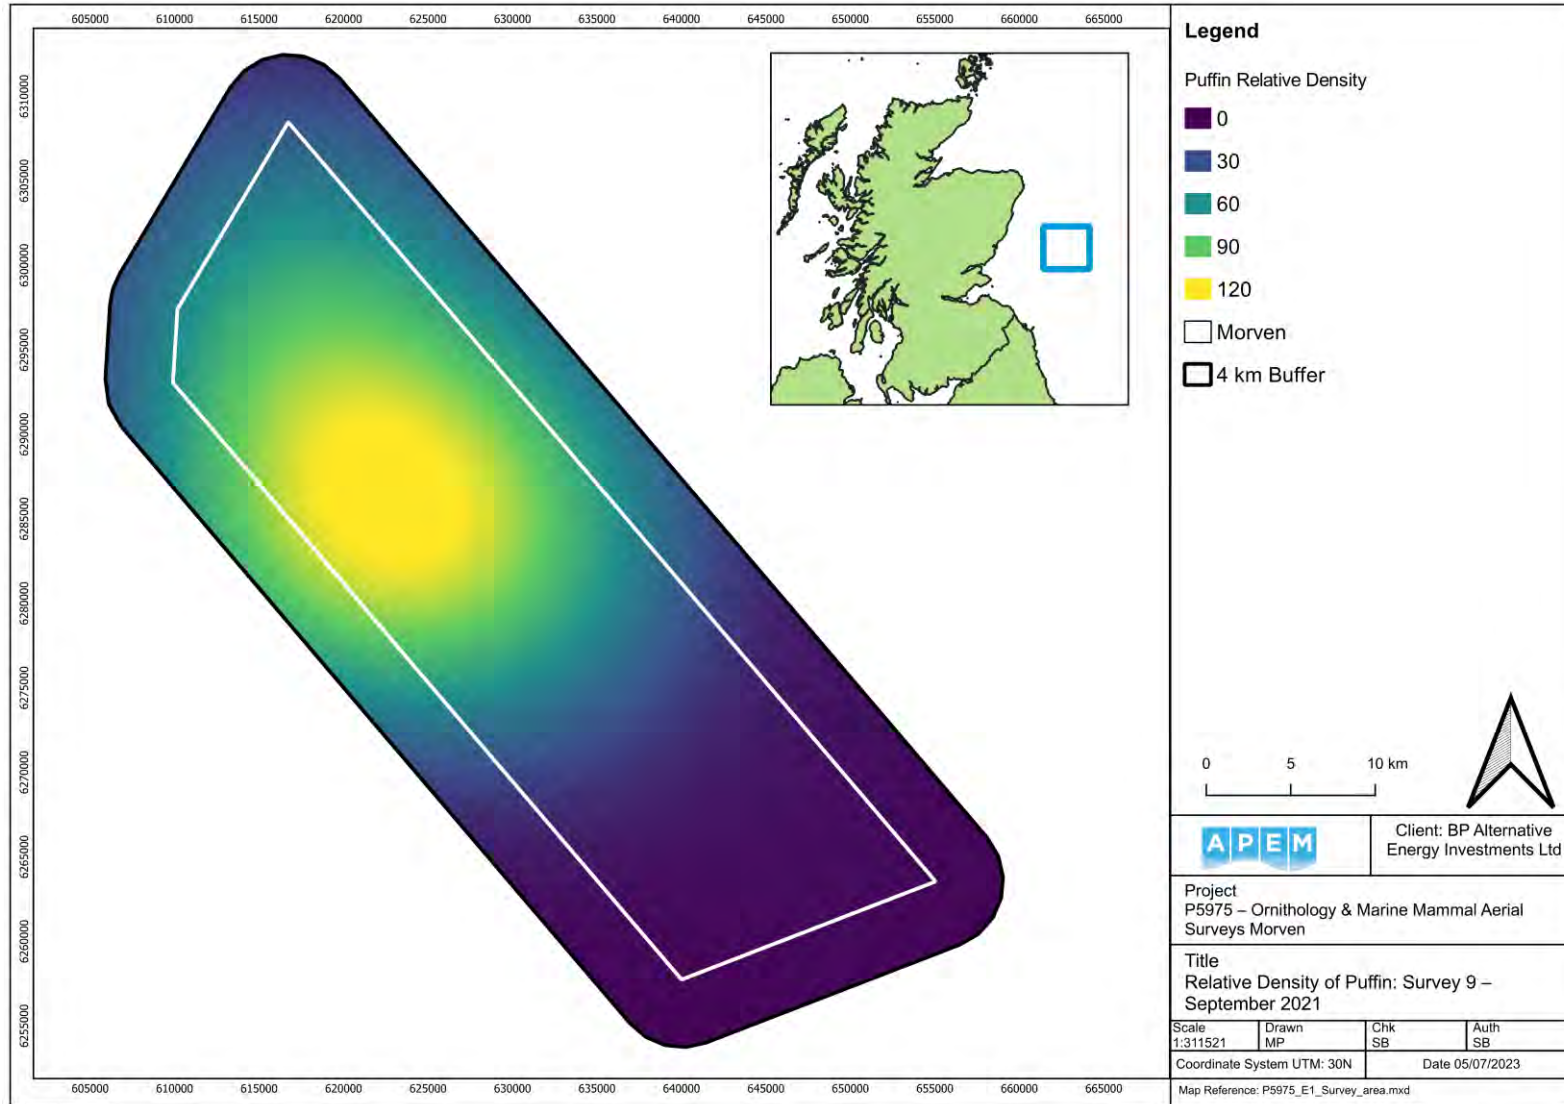 605000 610000 615000 620000 625000 630000 635000 640000 645000 650000 655000 660000 665000
6310000
6305000
6300000
6295000
6290000
6285000
6280000
6275000
6270000
6265000
6260000
6255000
605000 610000 615000 620000 625000 630000 635000 640000 645000 650000 655000 660000 665000
Legend
Puffin Relative Density
0
30
60
90
120
Morven
4 km Buffer
0 5 10 km
APEM
Client: BP Alternative
Energy Investments Ltd
Project
P5975 – Ornithology & Marine Mammal Aerial
Surveys Morven
Title
Relative Density of Puffin: Survey 9 –
September 2021
Scale Drawn Chk Auth
1:311521 MP SB SB
Coordinate System UTM: 30N Date 05/07/2023
Map Reference: P5975_E1_Survey_area.mxd